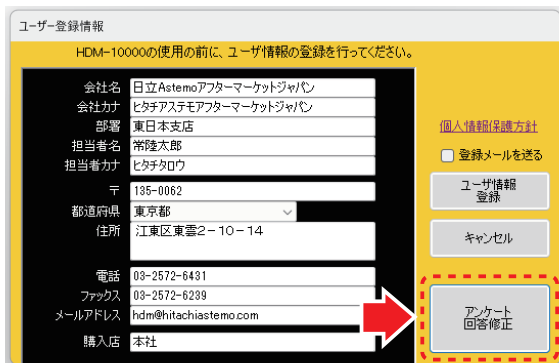 ユーザー登録情報
HDM-10000の使用の前に、ユーザ情報の登録を行ってください。
会社名 日立Astemoアフターマーケットジャパン
会社カナ ヒタチアステモアフターマーケットジャパン
部署 東日本支店
担当者名 常陸太郎
担当者カナ ヒタチタロウ
〒 135-0062
都道府県 東京都
住所 江東区東雲2-10-14
電話 03-2572-6431
ファックス 03-2572-6239
メールアドレス hdm@hitachiastemo.com
購入店 本社
個人情報保護方針
登録メールを送る
ユーザ情報
登録
キャンセル
アンケート
回答修正